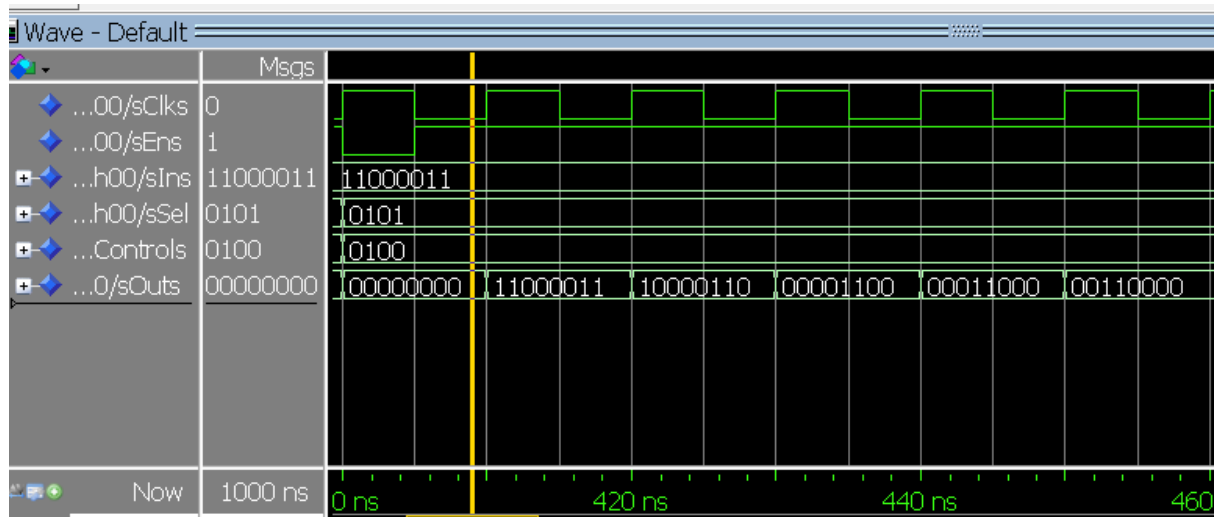 Wave - Default
Msgs
...00/sClks 0
...00/sEns 1
...h00/sIns 11000011 11000011
...h00/sSel 0101 0101
...Controls 0100 0100
...0/sOuts 00000000 00000000 11000011 10000110 00001100 00011000 00110000
Now 1000 ns 0 ns 420 ns 440 ns 460